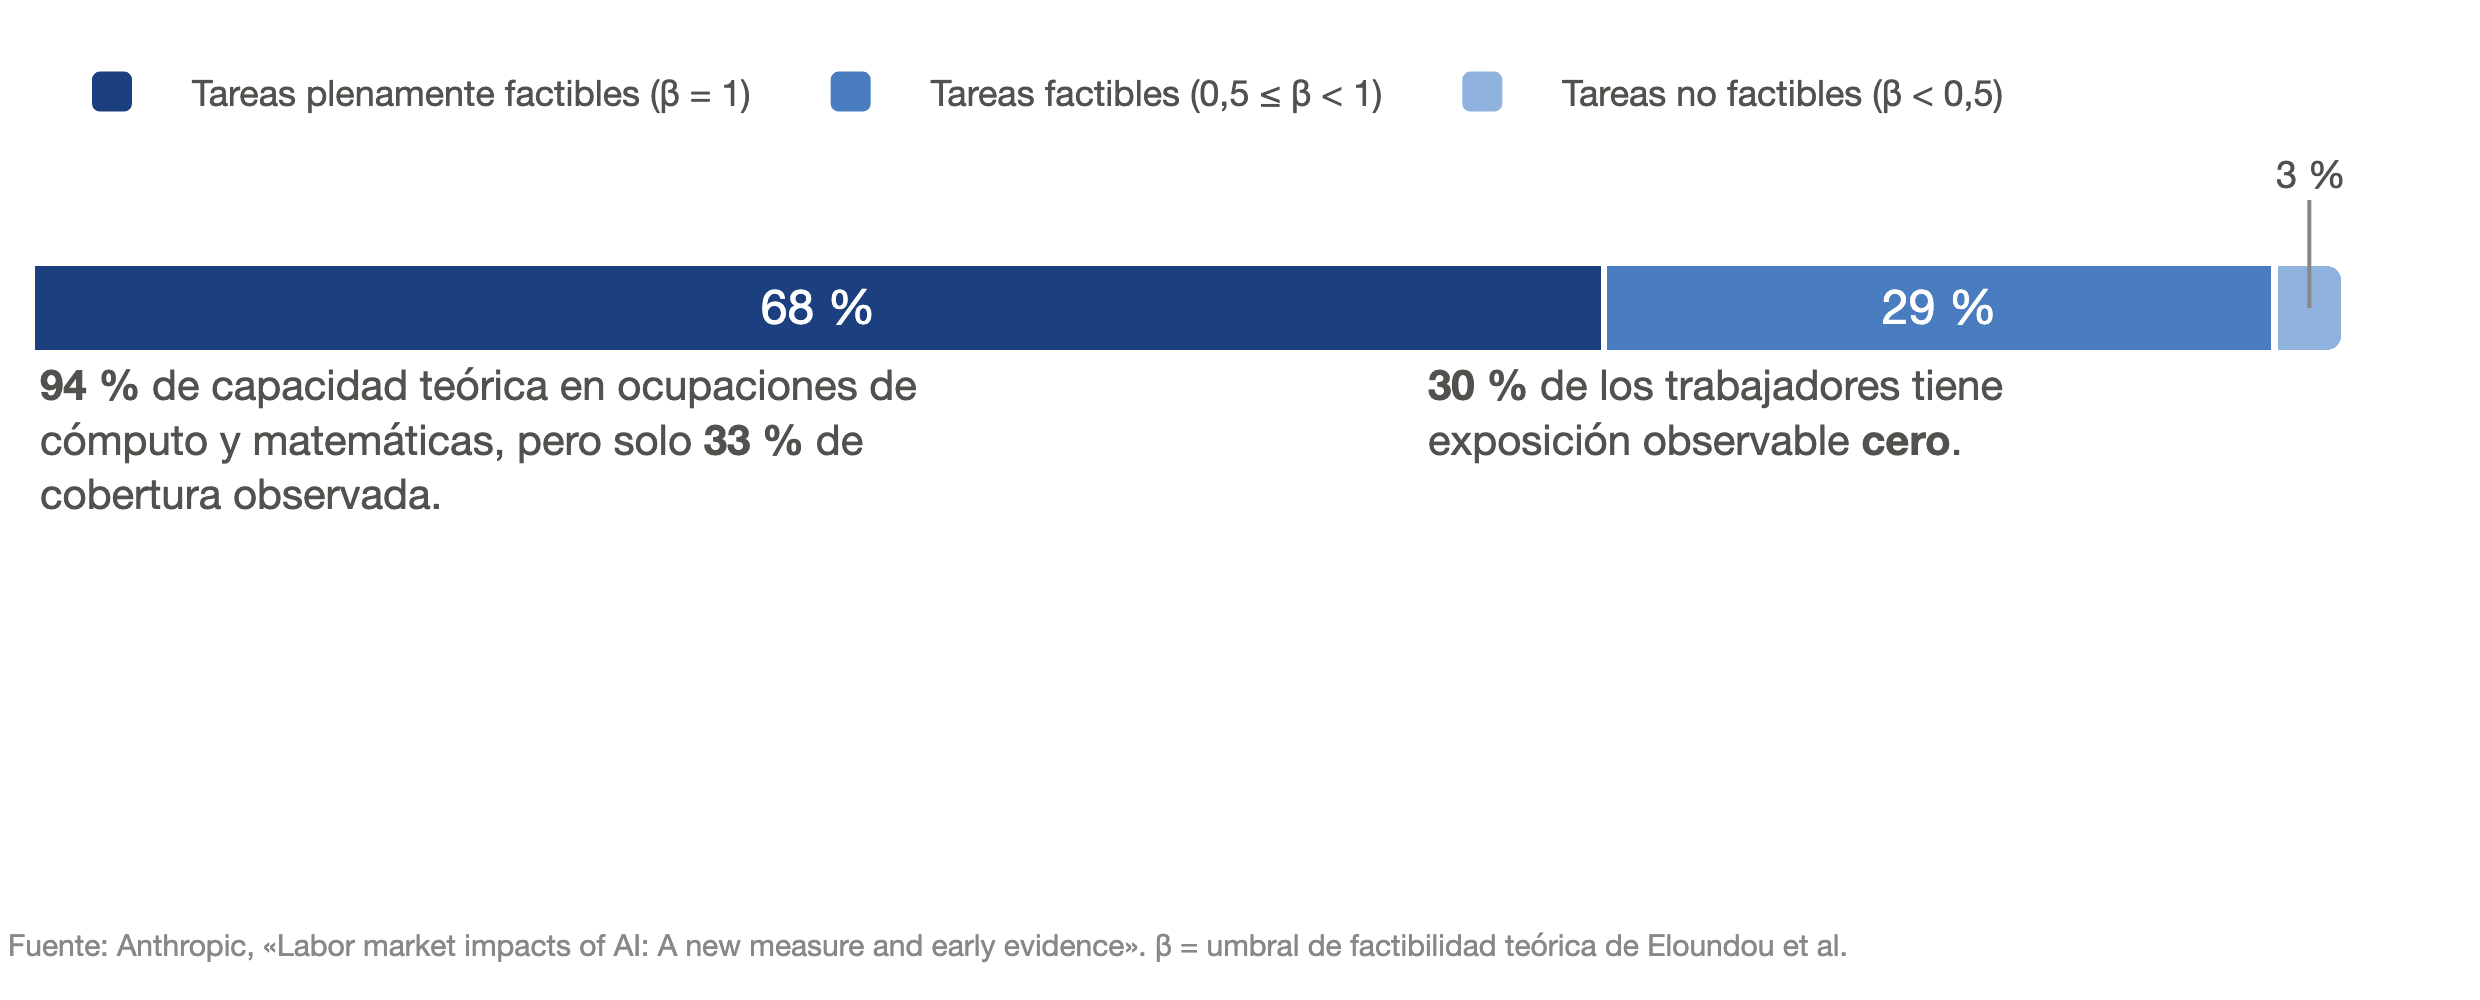 Tareas plenamente factibles (β = 1)
Tareas factibles (0,5 ≤ β < 1)
Tareas no factibles (β < 0,5)
3 %
68 %
29 %
94 % de capacidad teórica en ocupaciones de
cómputo y matemáticas, pero solo 33 % de
cobertura observada.
30 % de los trabajadores tiene
exposición observable cero.
Fuente: Anthropic, «Labor market impacts of AI: A new measure and early evidence». β = umbral de factibilidad teórica de Eloundou et al.